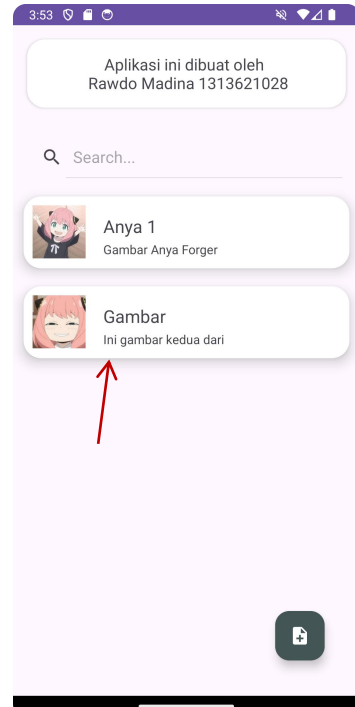 3:53
Aplikasi ini dibuat oleh
Rawdo Madina 1313621028
Search...
Anya 1
Gambar Anya Forger
Gambar
Ini gambar kedua dari